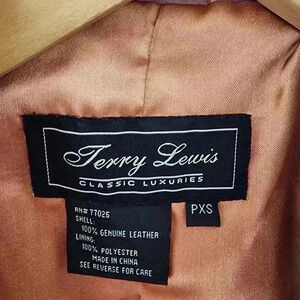 Terry Lewis
CLASSIC LUXURIES
RN# 77025
SHELL:
100% GENUINE LEATHER
LINING:
100% POLYESTER
MADE IN CHINA
SEE REVERSE FOR CARE
PXS